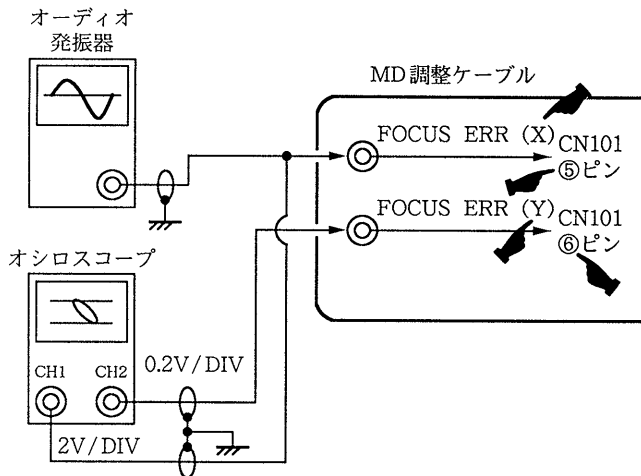 オーディオ
発振器
MD調整ケーブル
FOCUS ERR (X)
CN101
⑤ピン
FOCUS ERR (Y)
CN101
⑥ピン
オシロスコープ
CH1
CH2
0.2V/DIV
2V/DIV